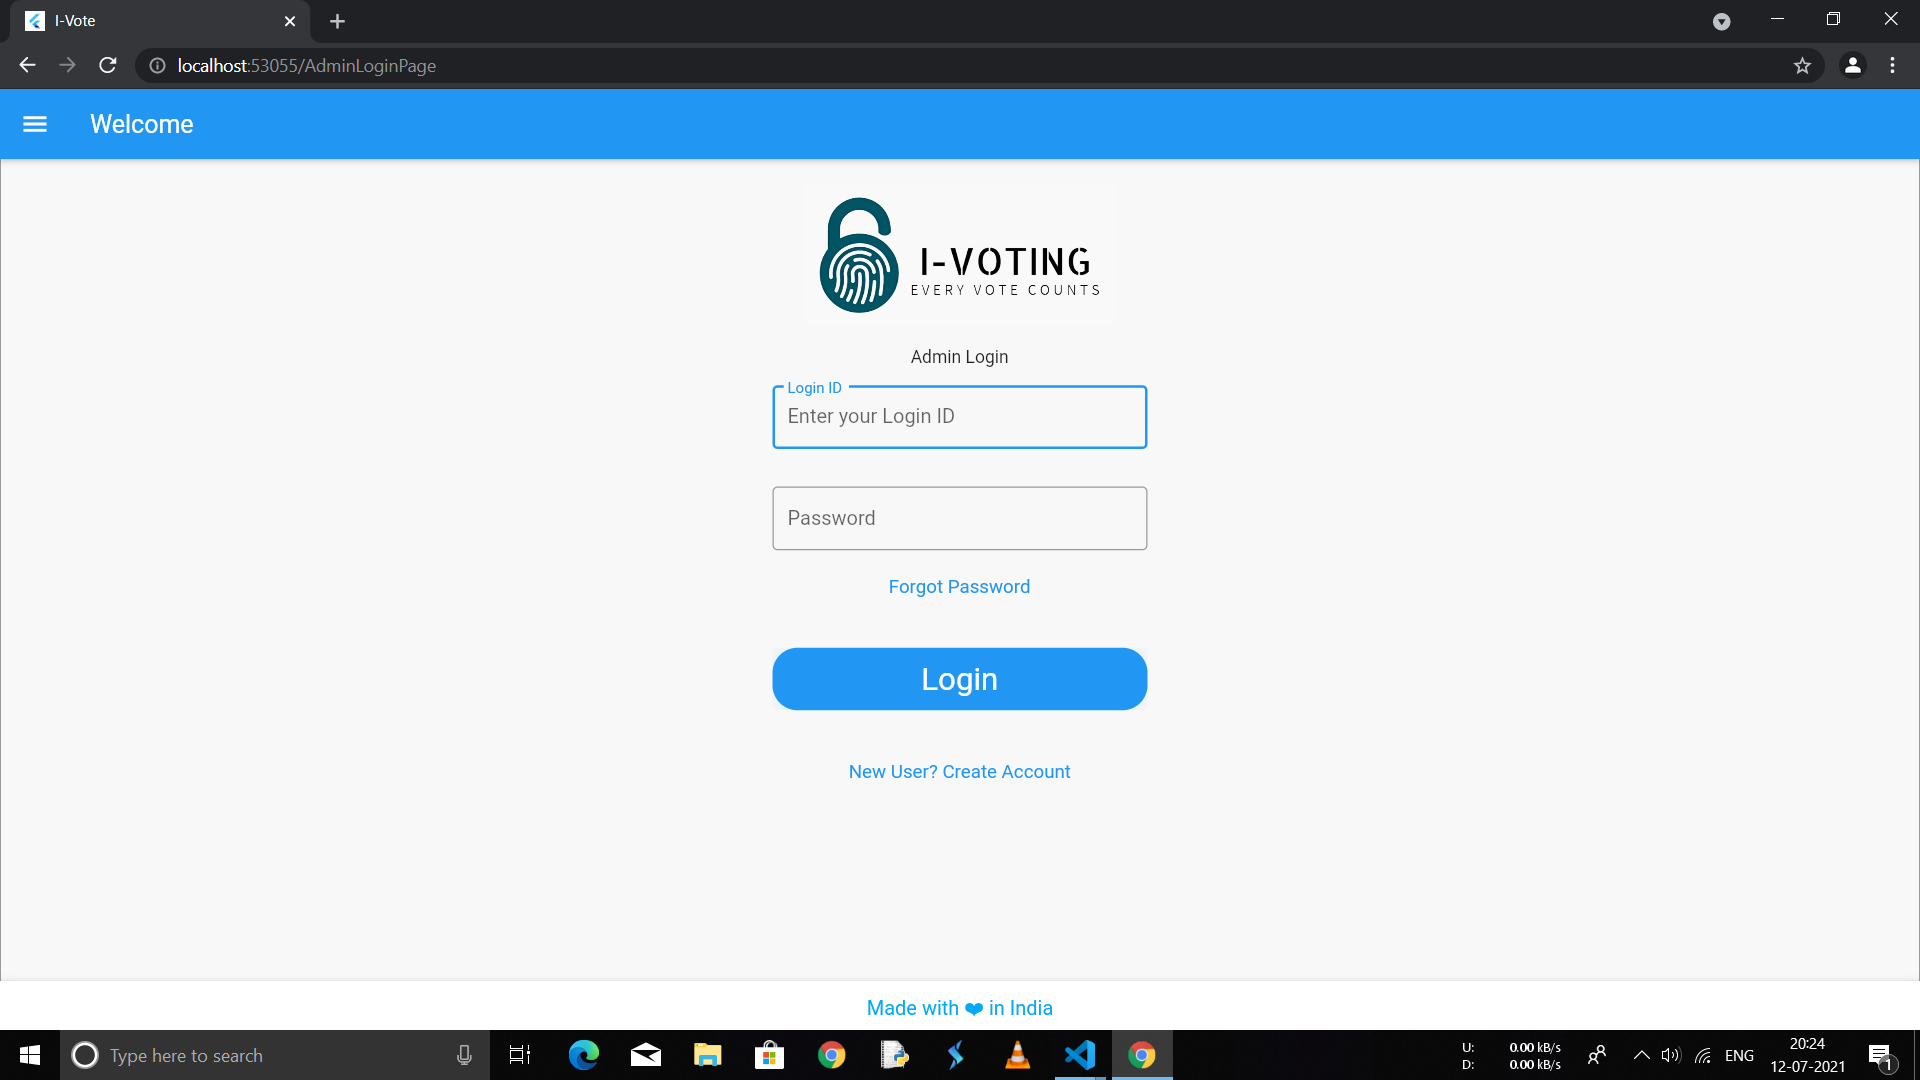 I-Vote
localhost:53055/AdminLoginPage
Welcome
I-VOTING
EVERY VOTE COUNTS
Admin Login
Login ID
Enter your Login ID
Password
Forgot Password
Login
New User? Create Account
Made with ❤ in India
Type here to search
U: 0.00 kB/s
D: 0.00 kB/s
ENG
20:24
12-07-2021
1